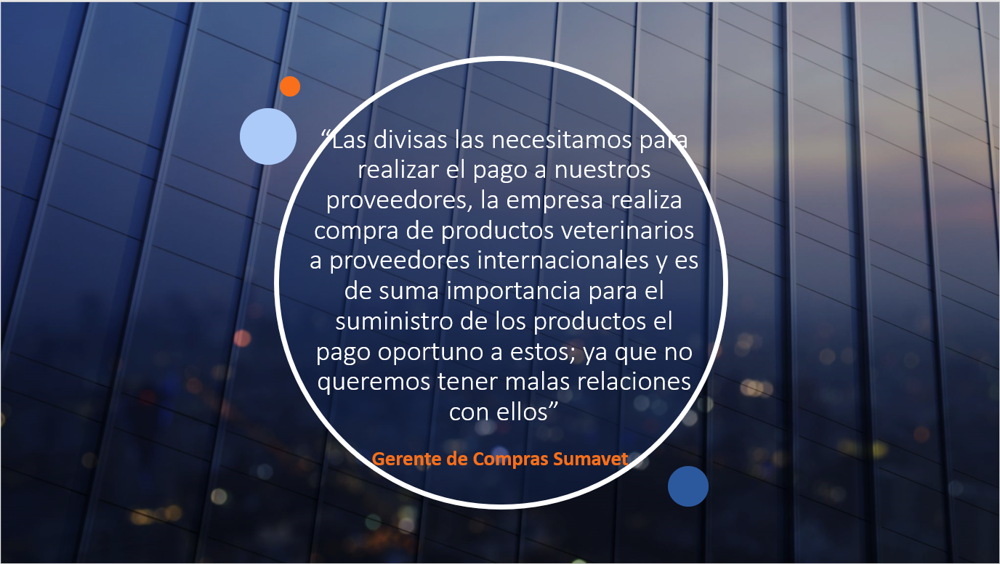 “Las divisas las necesitamos para
realizar el pago a nuestros
proveedores, la empresa realiza
compra de productos veterinarios
a proveedores internacionales y es
de suma importancia para el
suministro de los productos el
pago oportuno a estos; ya que no
queremos tener malas relaciones
con ellos”
Gerente de Compras Sumavet